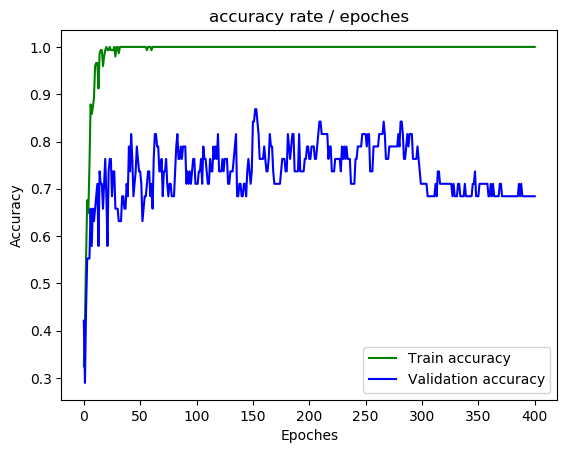 accuracy rate / epoches
1.0
0.9
0.8
0.7
0.6
0.5
0.4
0.3
Accuracy
0 50 100 150 200 250 300 350 400
Epoches
Train accuracy
Validation accuracy